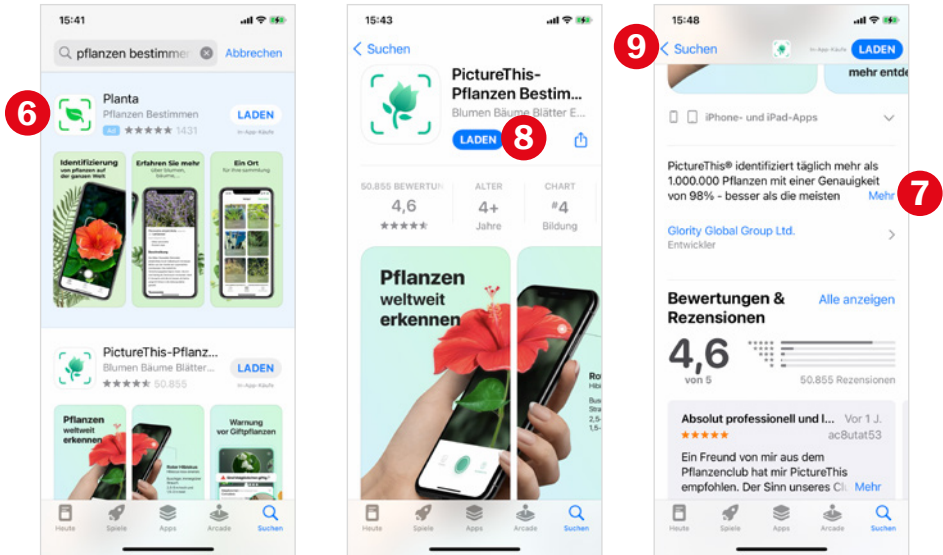 15:41
pflanzen bestimmen
Abbrechen
6
Planta
Pflanzen Bestimmen
LADEN
Ad ★★★★★ 1431
In-App-Käufe
Identifizierung
von pflanzen auf
der ganzen Welt
Erfahren Sie mehr
über blumen,
bäume,...
Ein Ort
für ihre sammlung
PictureThis-Pflanz...
Blumen Bäume Blätter...
LADEN
50.855
In-App-Käufe
Pflanzen
weltweit
erkennen
Roter Hibiskus
Warnung
vor Giftpflanzen
Heute
Spiele
Apps
Arcade
Suchen
15:43
Suchen
PictureThis-
Pflanzen Bestim...
Blumen Bäume Blätter E...
LADEN
8
50.855 BEWERTUN
4,6
ALTER
4+
Jahre
CHART
#4
Bildung
Pflanzen
weltweit
erkennen
Heute
Spiele
Apps
Arcade
Suchen
15:48
9
Suchen
In-App-Käufe
LADEN
mehr entde
iPhone- und iPad-Apps
PictureThis® identifiziert täglich mehr als
1.000.000 Pflanzen mit einer Genauigkeit
von 98% - besser als die meisten
Mehr
7
Glority Global Group Ltd.
Entwickler
Bewertungen &
Rezensionen
Alle anzeigen
4,6
von 5
50.855 Rezensionen
Absolut professionell und l...
Vor 1 J.
ac8utat53
Ein Freund von mir aus dem
Pflanzenclub hat mir PictureThis
empfohlen. Der Sinn unseres Cl
Mehr
Heute
Spiele
Apps
Arcade
Suchen